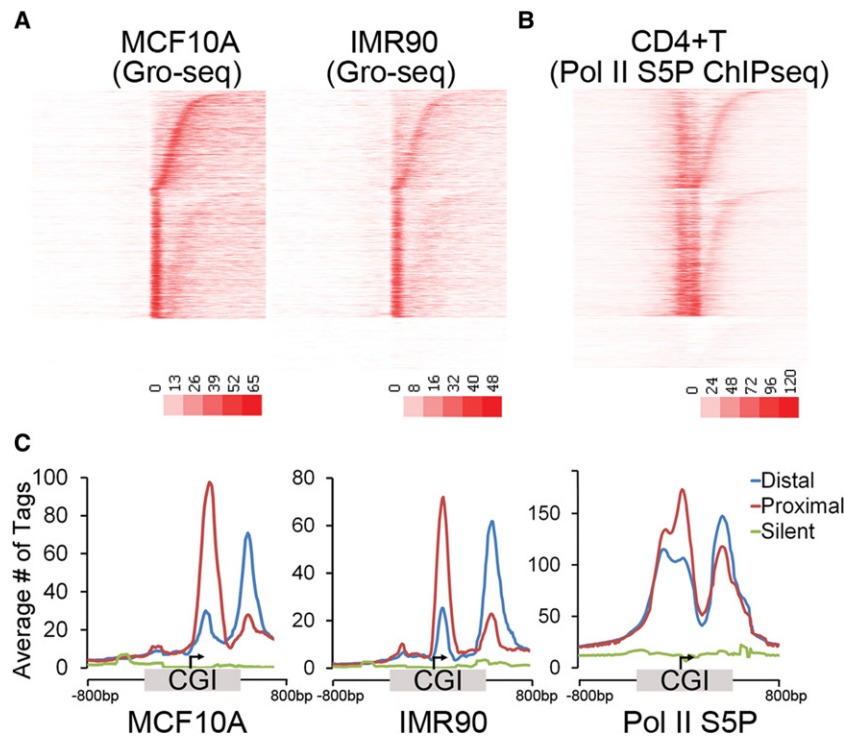 A
B
MCF10A
(Gro-seq)
IMR90
(Gro-seq)
CD4+T
(Pol II S5P ChIPseq)
0 13 26 39 52 65
0 8 16 32 40 48
0 24 48 72 96 120
C
Average # of Tags
100
80
60
40
20
0
80
60
40
20
0
150
100
50
0
Distal
Proximal
Silent
CGI
CGI
CGI
-800bp 800bp
-800bp 800bp
-800bp 800bp
MCF10A
IMR90
Pol II S5P